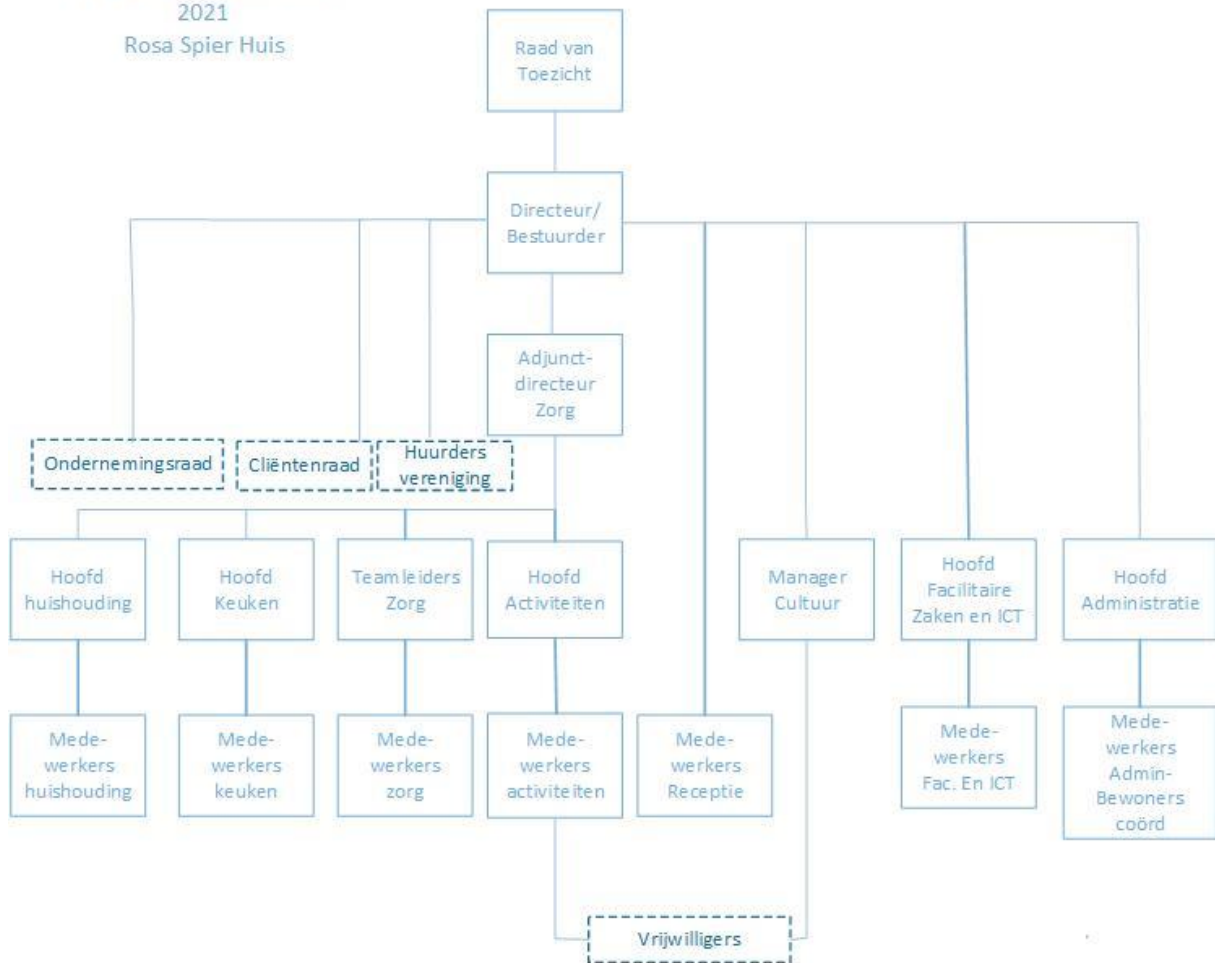 2021
Rosa Spier Huis
Raad van
Toezicht
Directeur/
Bestuurder
Adjunct-
directeur
Zorg
Ondernemingsraad
Cliëntenraad
Huurders
vereniging
Hoofd
huishouding
Hoofd
Keuken
Teamleiders
Zorg
Hoofd
Activiteiten
Manager
Cultuur
Hoofd
Facilitaire
Zaken en ICT
Hoofd
Administratie
Mede-
werkers
huishouding
Mede-
werkers
keuken
Mede-
werkers
zorg
Mede-
werkers
activiteiten
Mede-
werkers
Receptie
Mede-
werkers
Fac. En ICT
Mede-
werkers
Admin-
Bewoners
coörd
Vrijwilligers